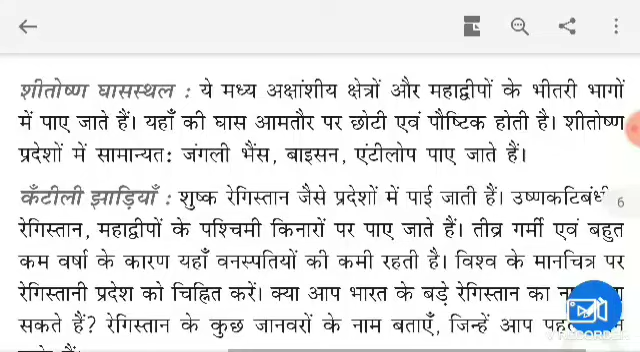 शीतोष्ण घासस्थल : ये मध्य अक्षांशीय क्षेत्रों और महाद्वीपों के भीतरी भागों
में पाए जाते हैं। यहाँ की घास आमतौर पर छोटी एवं पौष्टिक होती है। शीतोष्ण
प्रदेशों में सामान्यत: जंगली भैंस, बाइसन, एंटीलोप पाए जाते हैं।
कँटीली झाड़ियाँ : शुष्क रेगिस्तान जैसे प्रदेशों में पाई जाती हैं।
6
रेगिस्तान, महाद्वीपों के पश्चिमी किनारों पर पाए जाते हैं। तीव्र गर्मी एवं बहुत
कम वर्षा के कारण यहाँ वनस्पतियों की कमी रहती है। विश्व के मानचित्र पर
रेगिस्तानी प्रदेश को चिह्नित करें। क्या आप भारत के बड़े रेगिस्तान का
सकते हैं? रेगिस्तान के कुछ जानवरों के नाम बताएँ, जिन्हें आप
RECORDER